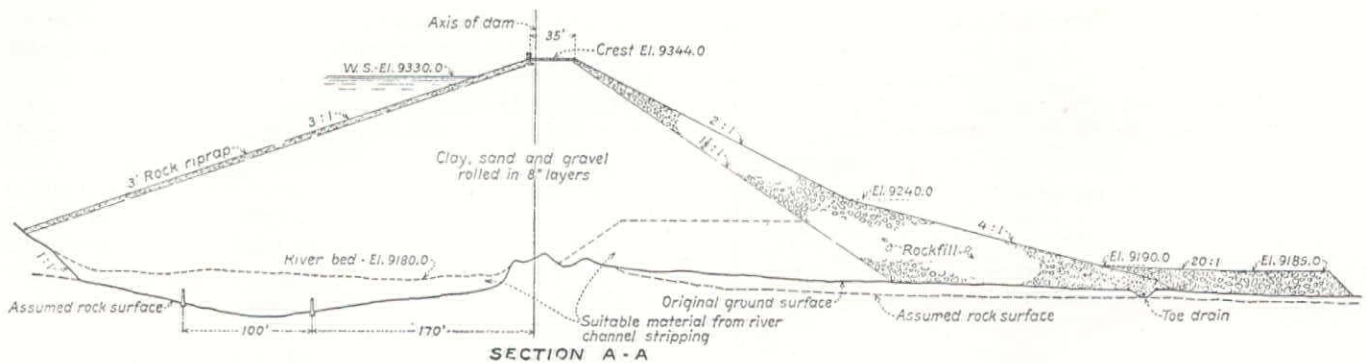 Axis of dam
35'
Crest El. 9344.0
W.S.-El. 9330.0
3:1
2:1
3' Rock riprap
1½:1
Clay, sand and gravel
rolled in 8" layers
El. 9240.0
4:1
Rockfill
1:1
River bed - El. 9180.0
El. 9190.0
20:1
El. 9185.0
Assumed rock surface
Original ground surface
Assumed rock surface
Toe drain
100'
170'
Suitable material from river
channel stripping
SECTION A-A